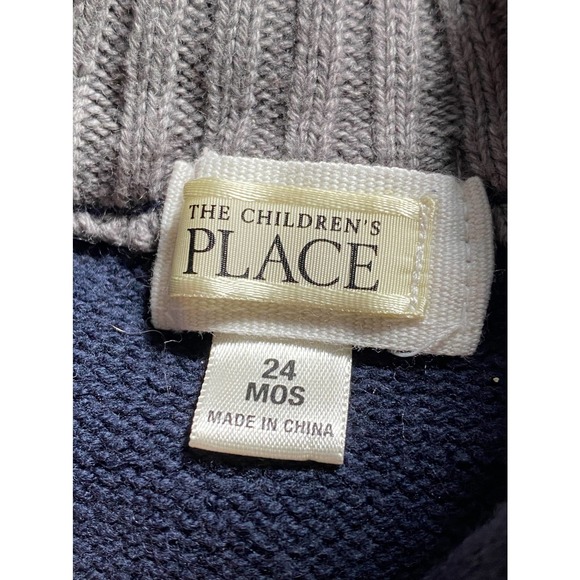 THE CHILDREN'S
PLACE
24
MOS
MADE IN CHINA